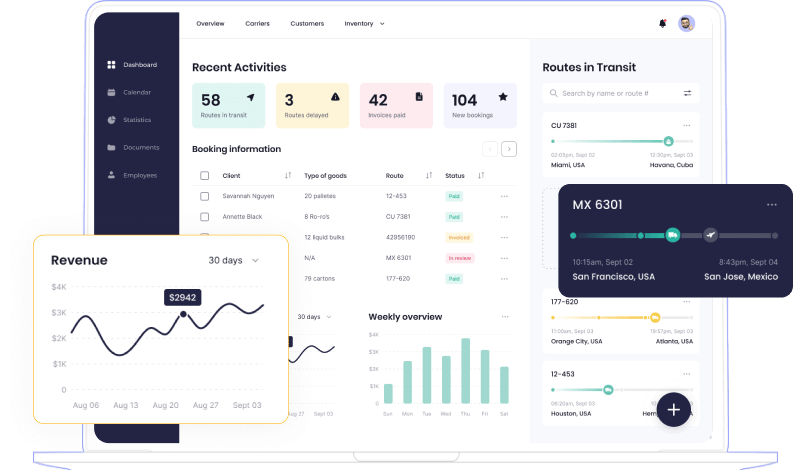 Overview Carriers Customers Inventory
Dashboard
Calendar
Statistics
Documents
Employees
Recent Activities
58
Routes in transit
3
Routes delayed
42
Invoices paid
104
New bookings
Booking information
Client Type of goods Route Status
Savannah Nguyen 20 palletes 12-453 Paid
Annette Black 8 Ro-ro's CU 7381 Paid
12 liquid bulks 42956190 Invoiced
N/A MX 6301 In review
79 cartons 177-620 Paid
Revenue 30 days
$4K
$3K
$2K
$1K
0
$2942
Aug 06 Aug 13 Aug 20 Aug 27 Sept 03
30 days
Aug 27 Sept 03
Weekly overview
$4K
$3K
$2K
$1K
0
Sun Mon Tue Wed Thu Fri Sat
Routes in Transit
Search by name or route #
CU 7381
02:00pm, Sept 02 12:30pm, Sept 03
Miami, USA Havana, Cuba
MX 6301
10:15am, Sept 02 8:43pm, Sept 04
San Francisco, USA San Jose, Mexico
177-620
11:00am, Sept 03 19:57pm, Sept 03
Orange City, USA Atlanta, USA
12-453
06:20am, Sept 03
Houston, USA